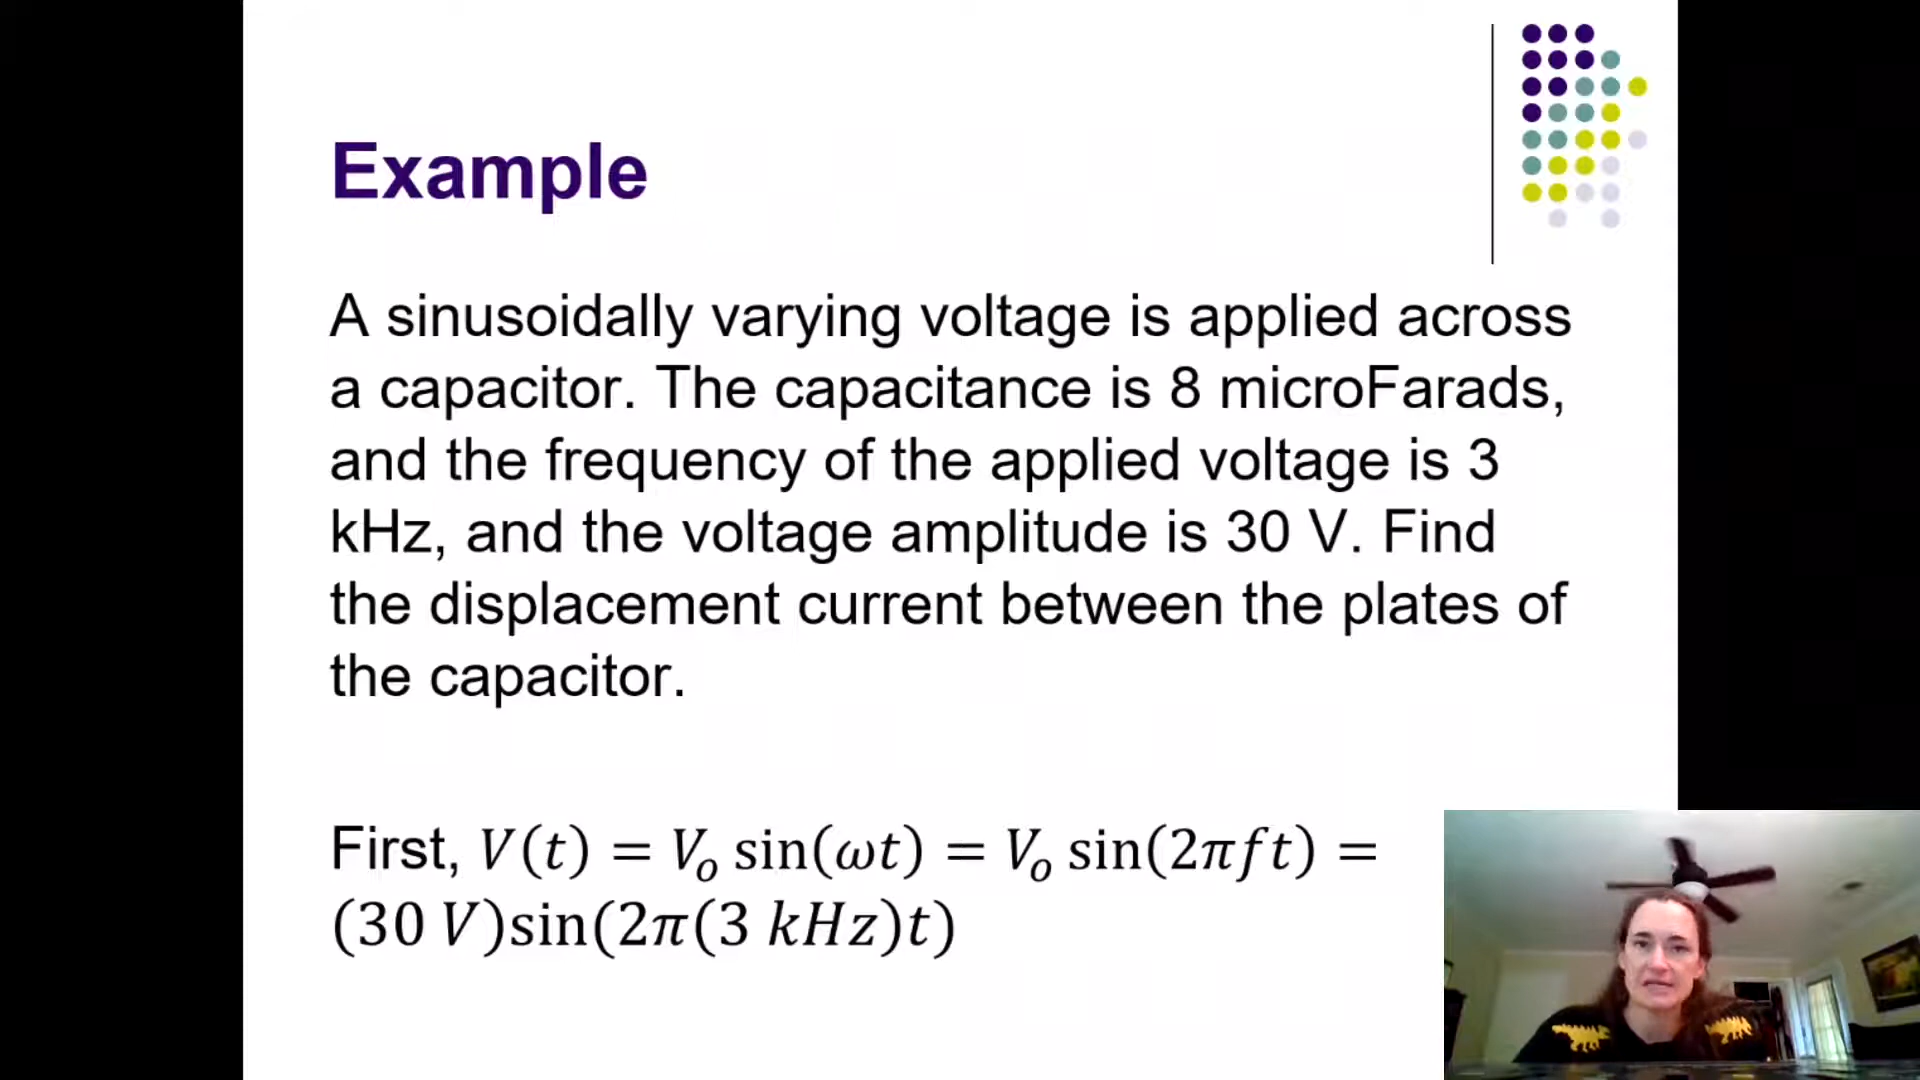 Example
A sinusoidally varying voltage is applied across
a capacitor. The capacitance is 8 microFarads,
and the frequency of the applied voltage is 3
kHz, and the voltage amplitude is 30 V. Find
the displacement current between the plates of
the capacitor.
First, V(t) = Vₒ sin(ωt) = Vₒ sin(2πft) =
(30 V)sin(2π(3 kHz)t)